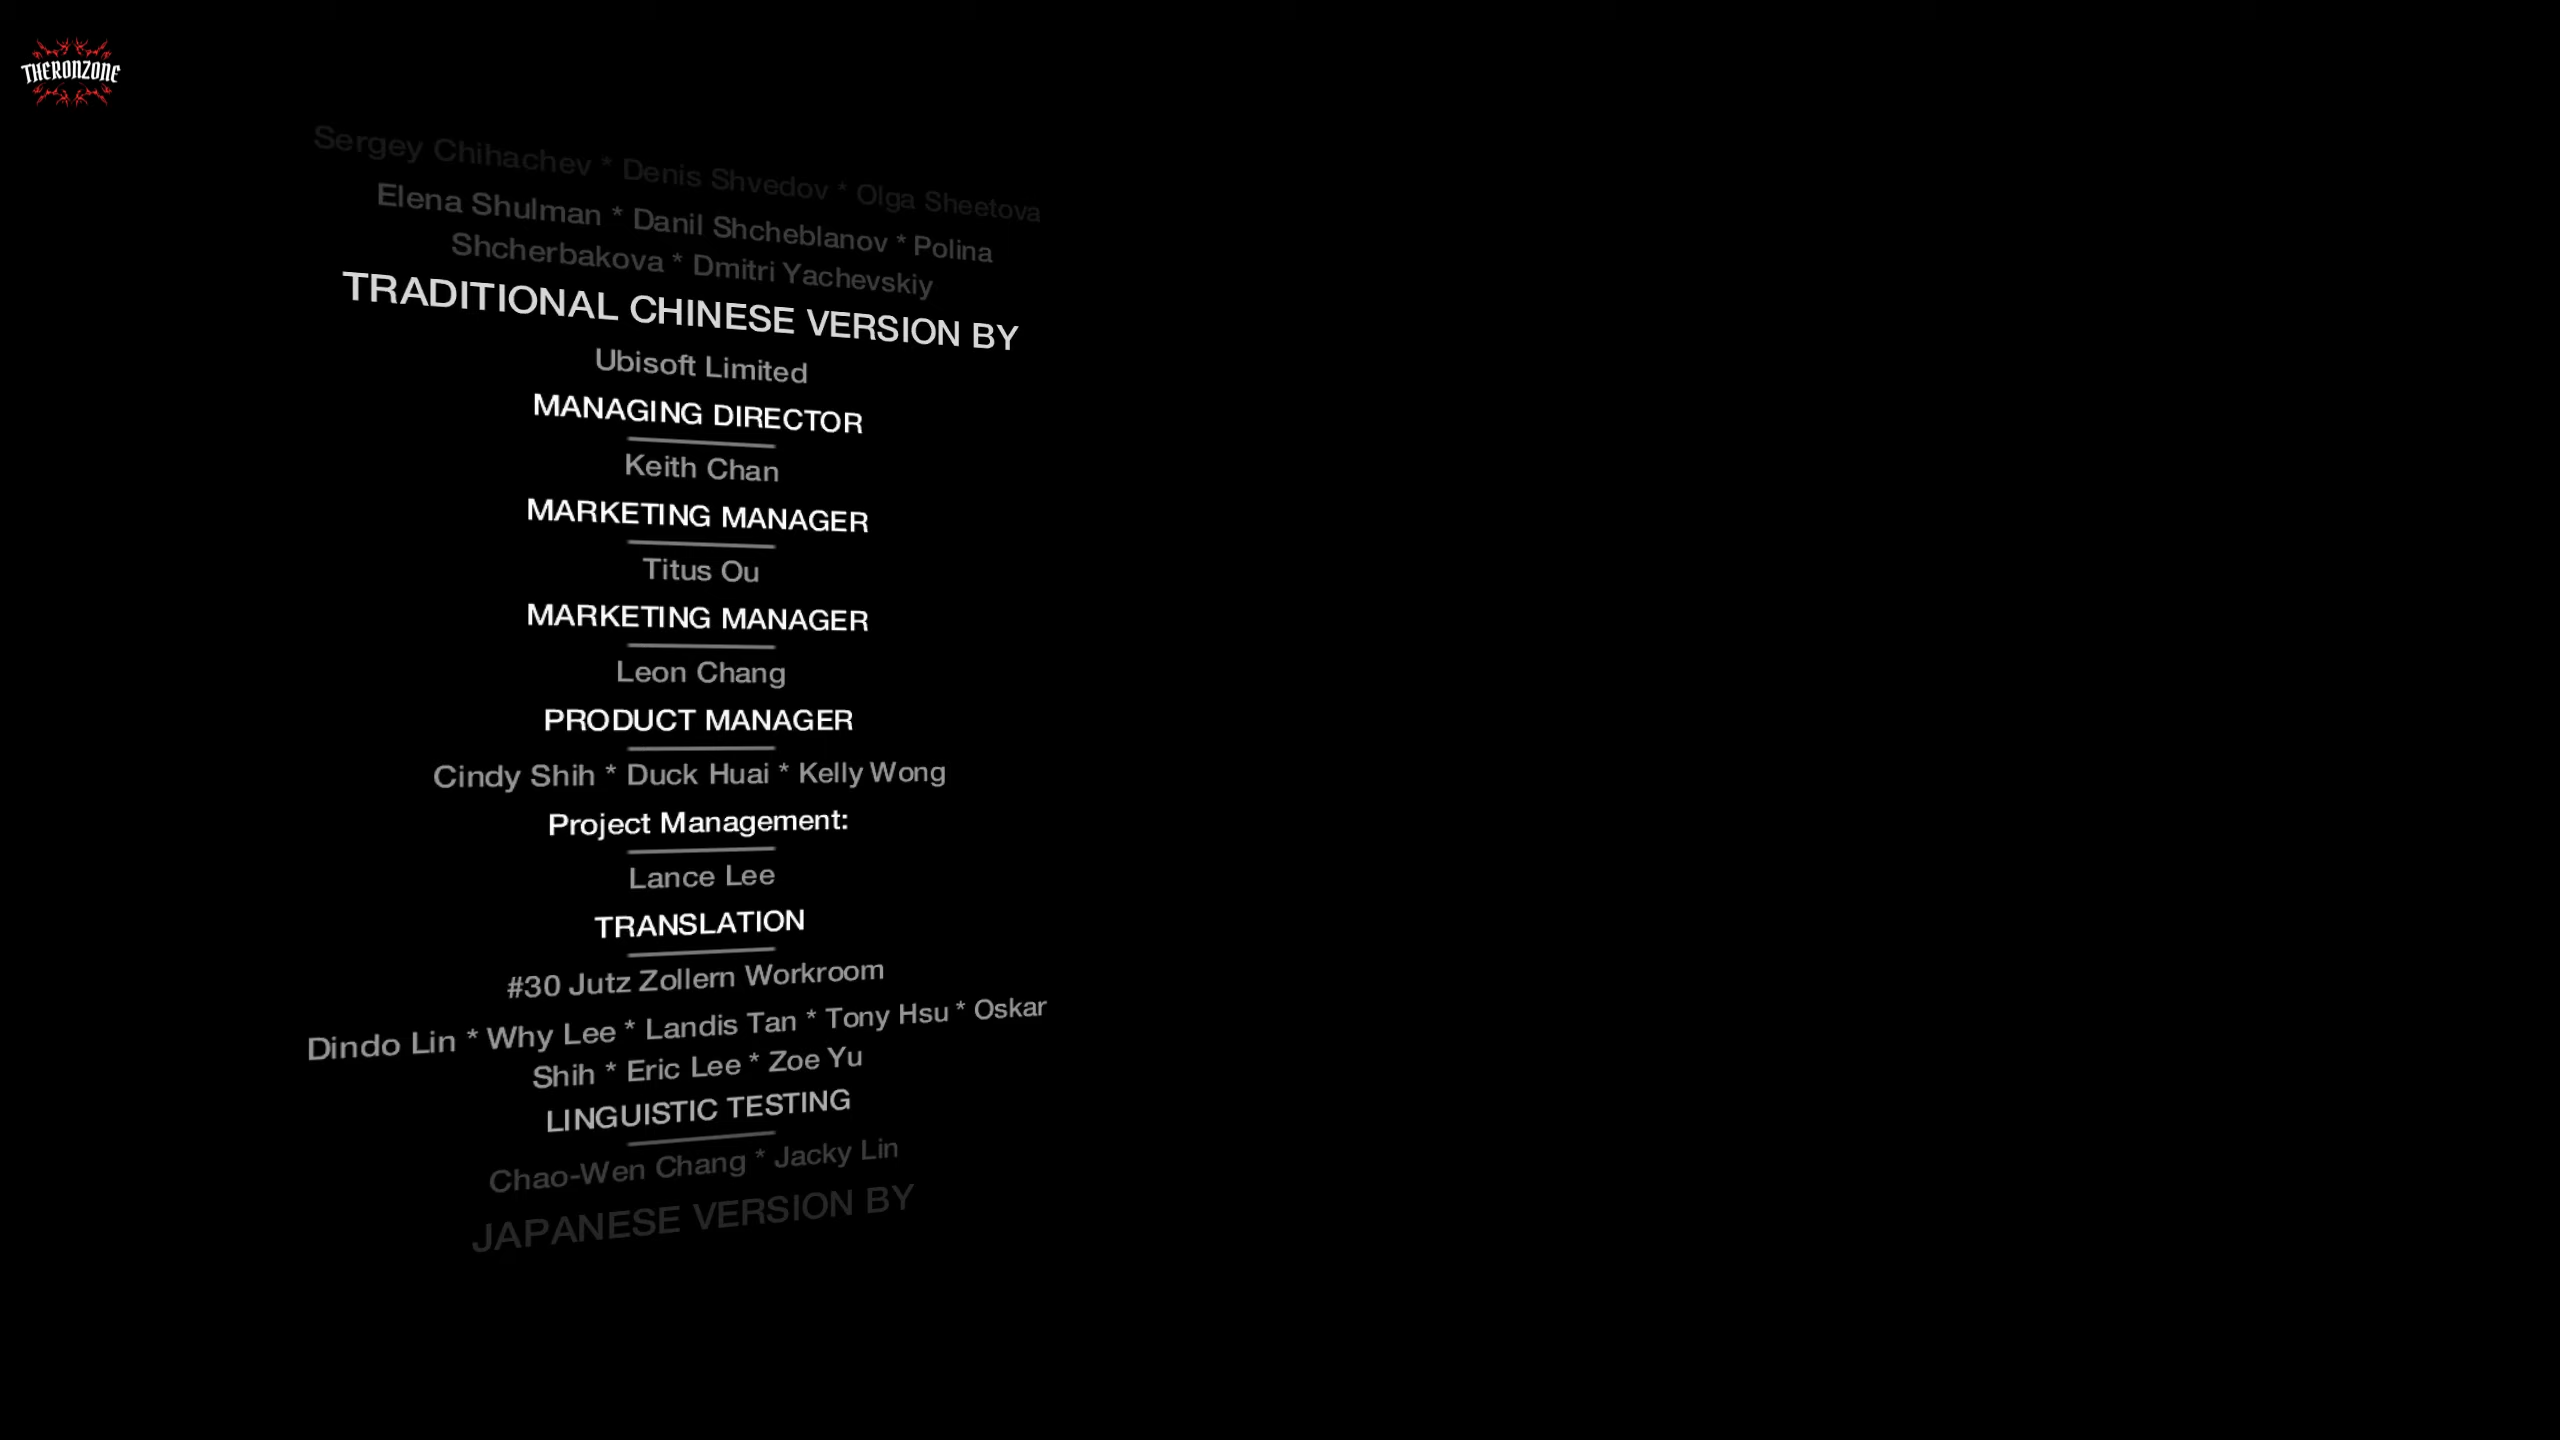 THERONZONE
Sergey Chihachev * Denis Shvedov * Olga Sheetova
Elena Shulman * Danil Shcheblanov * Polina
Shcherbakova * Dmitri Yachevskiy
TRADITIONAL CHINESE VERSION BY
Ubisoft Limited
MANAGING DIRECTOR
Keith Chan
MARKETING MANAGER
Titus Ou
MARKETING MANAGER
Leon Chang
PRODUCT MANAGER
Cindy Shih * Duck Huai * Kelly Wong
Project Management:
Lance Lee
TRANSLATION
#30 Jutz Zollern Workroom
Dindo Lin * Why Lee * Landis Tan * Tony Hsu * Oskar
Shih * Eric Lee * Zoe Yu
LINGUISTIC TESTING
Chao-Wen Chang * Jacky Lin
JAPANESE VERSION BY